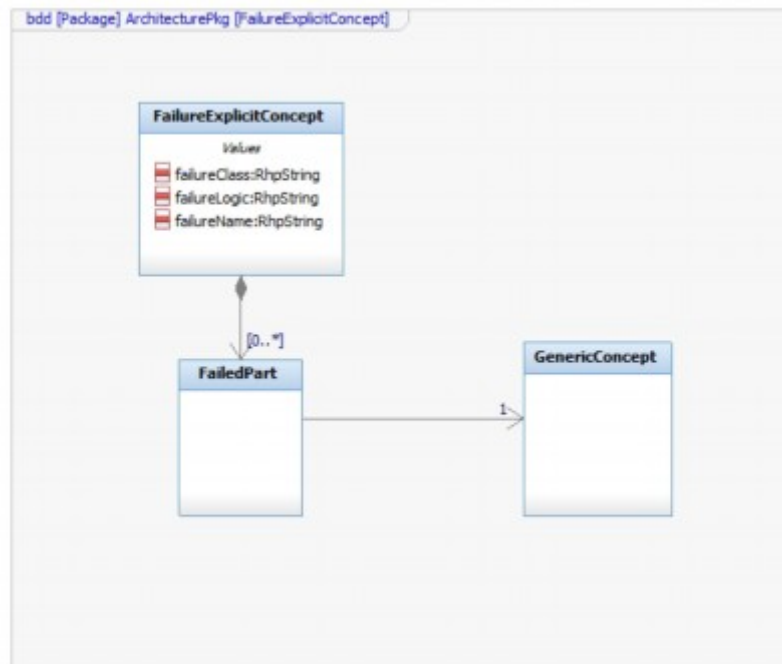 bdd [Package] ArchitecturePkg [FailureExplicitConcept]
FailureExplicitConcept
Values
failureClass:RhpString
failureLogic:RhpString
failureName:RhpString
[0..*]
FailedPart
GenericConcept
1